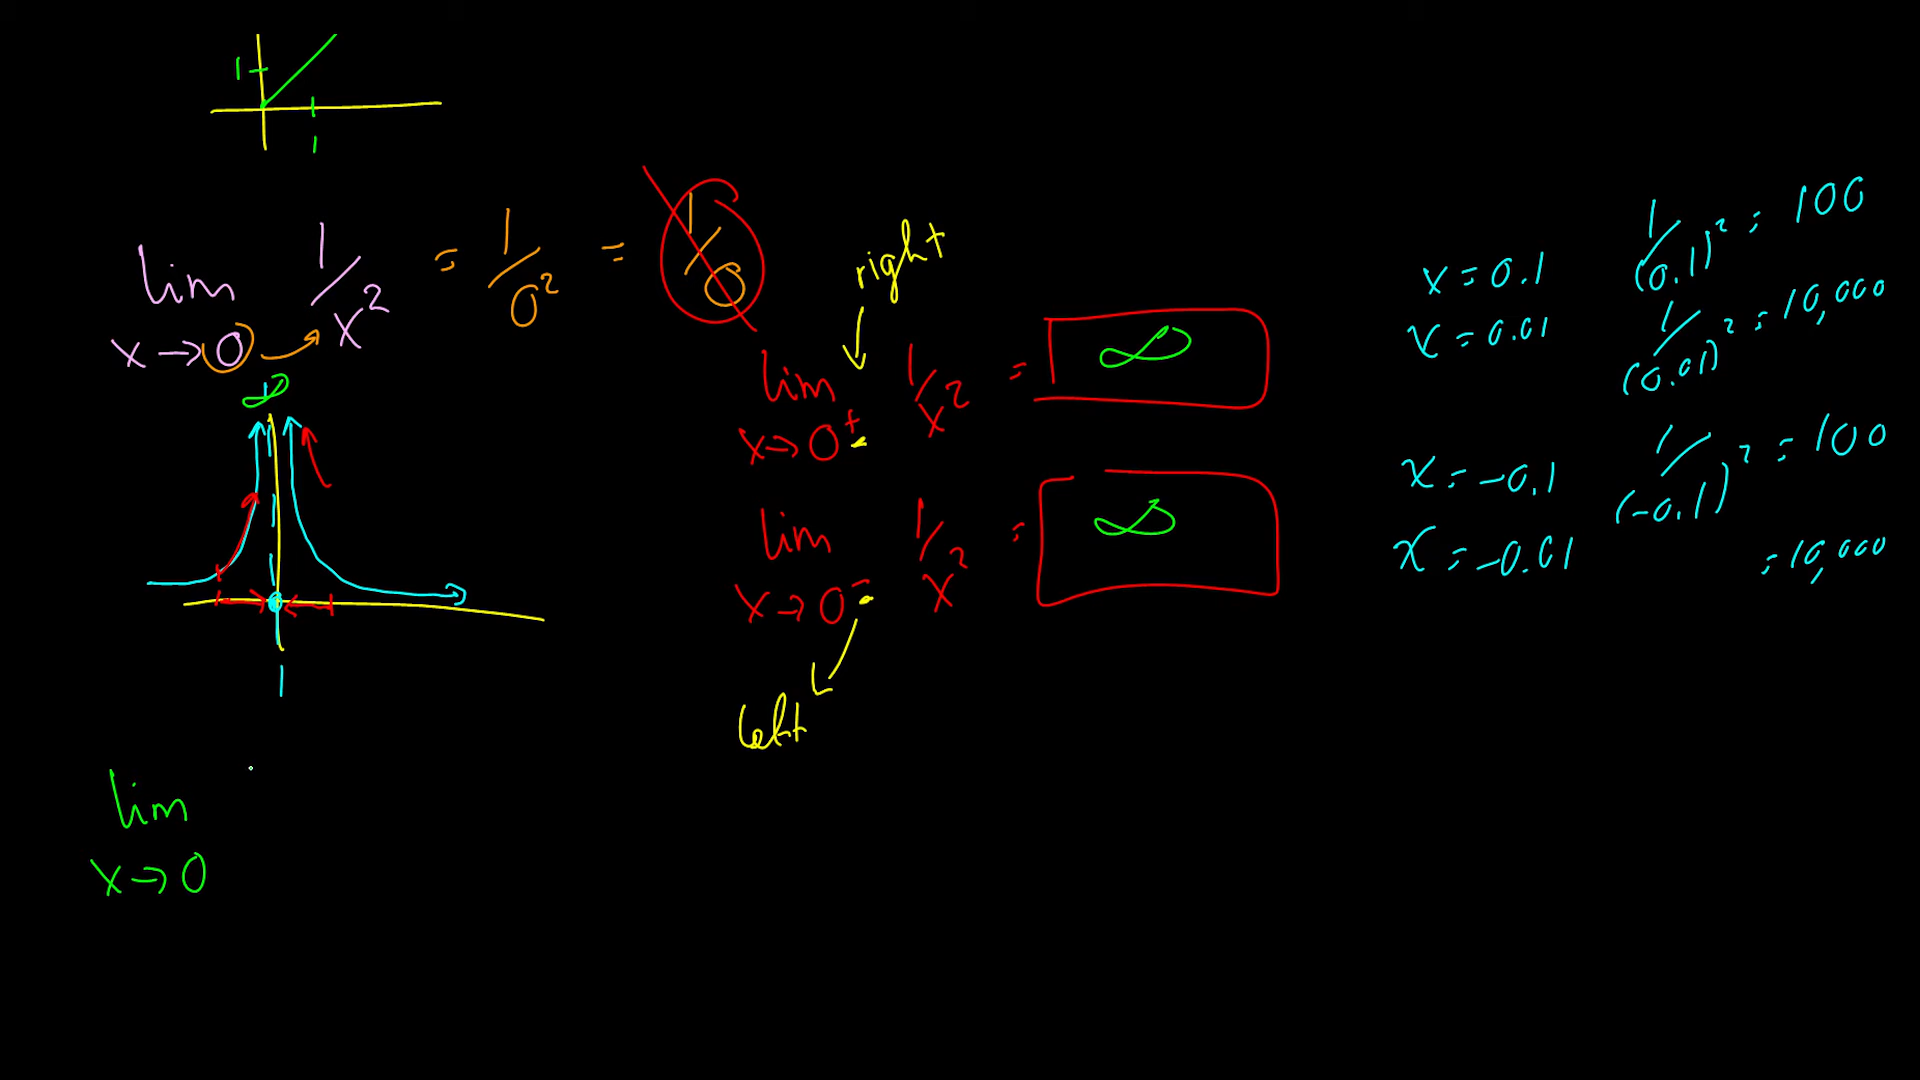 1
1
lim x→0 1/x² = 1/0² = 1/0
∞
right
lim x→0⁺ 1/x² = ∞
lim x→0⁻ 1/x² = ∞
left
x = 0.1 1/(0.1)² = 100
x = 0.01 1/(0.01)² = 10,000
x = -0.1 1/(-0.1)² = 100
x = -0.01 = 10,000
lim x→0